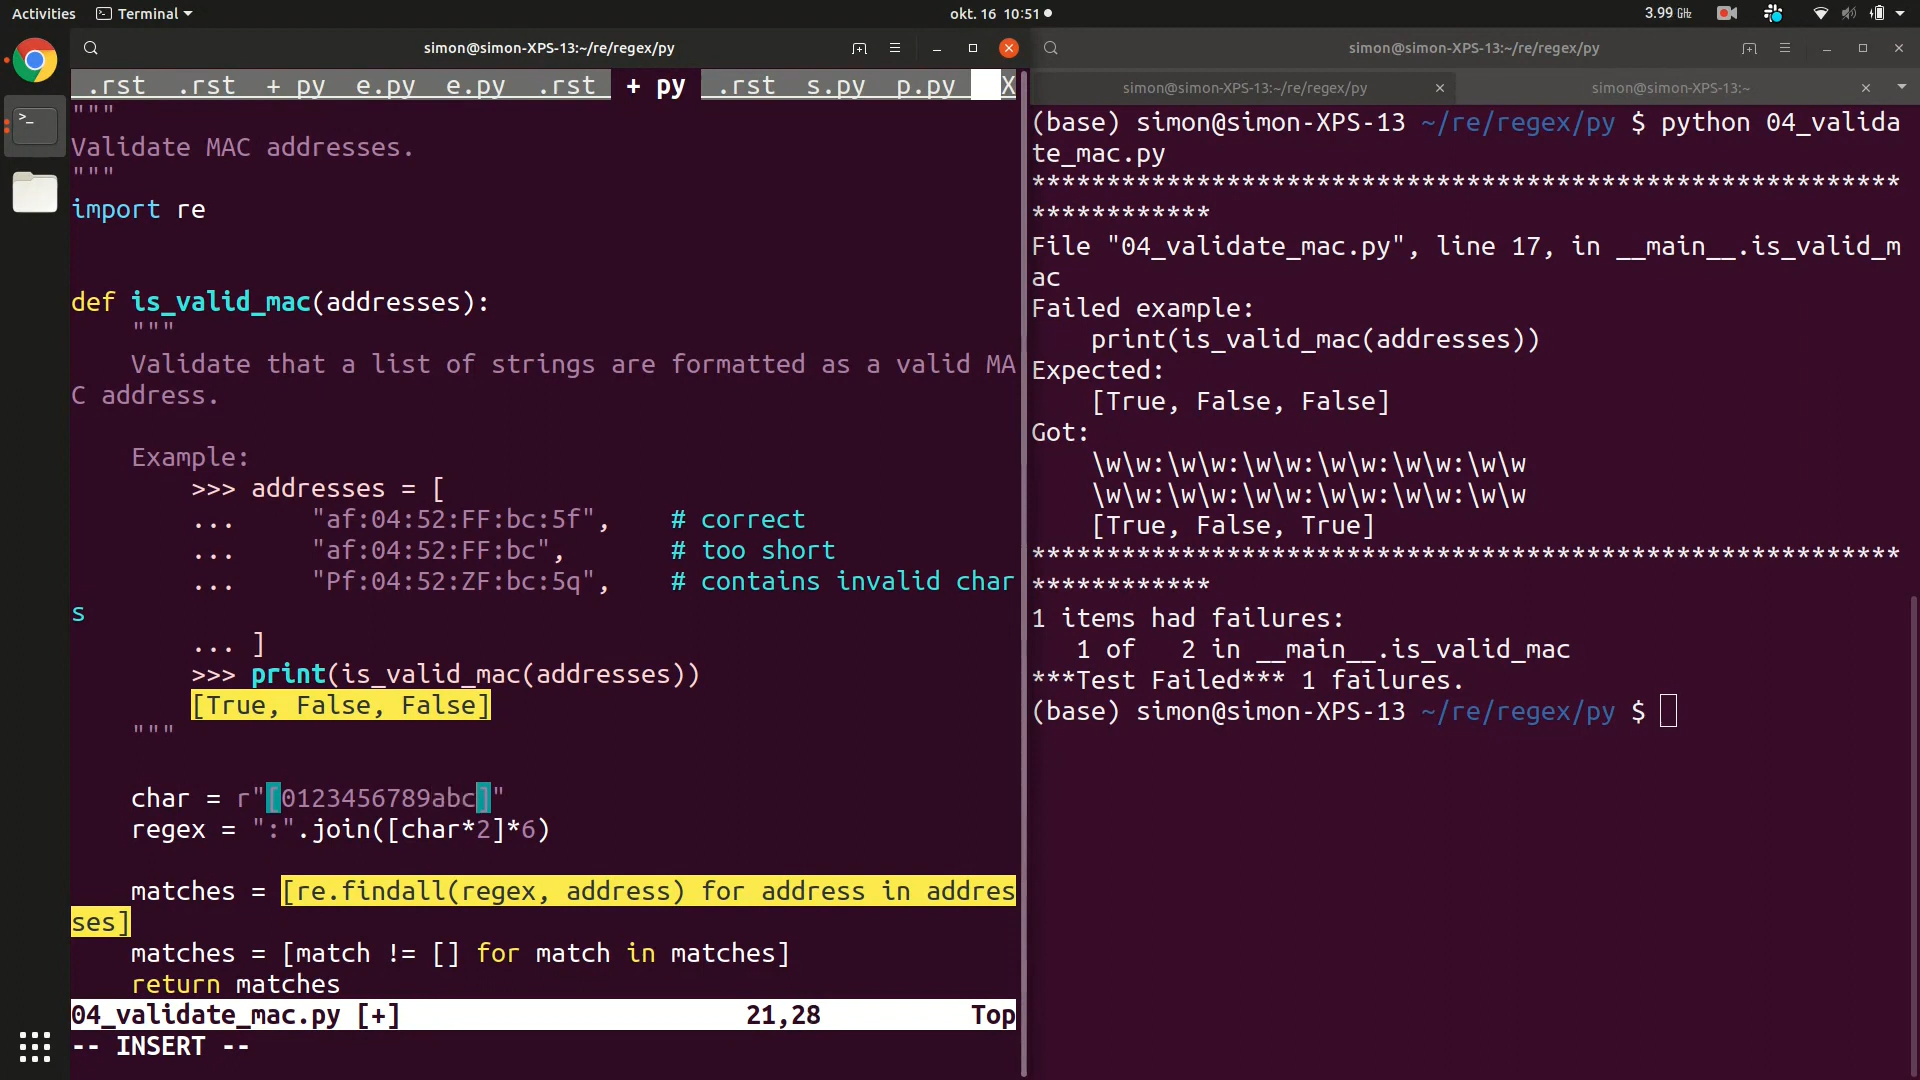 Activities Terminal okt. 16 10:51 3.99 GHz
simon@simon-XPS-13:~/re/regex/py
.rst .rst + py e.py e.py .rst + py .rst s.py p.py X
"""
Validate MAC addresses.
"""
import re
def is_valid_mac(addresses):
"""
Validate that a list of strings are formatted as a valid MA
C address.
Example:
>>> addresses = [
... "af:04:52:FF:bc:5f", # correct
... "af:04:52:FF:bc", # too short
... "Pf:04:52:ZF:bc:5q", # contains invalid char
s
... ]
>>> print(is_valid_mac(addresses))
[True, False, False]
"""
char = r"[0123456789abc]"
regex = ":".join([char*2]*6)
matches = [re.findall(regex, address) for address in addres
ses]
matches = [match != [] for match in matches]
return matches
04_validate_mac.py [+] 21,28 Top
-- INSERT --
simon@simon-XPS-13:~/re/regex/py
simon@simon-XPS-13:~/re/regex/py simon@simon-XPS-13:~
(base) simon@simon-XPS-13 ~/re/regex/py $ python 04_valida
te_mac.py
**********************************************************
************
File "04_validate_mac.py", line 17, in __main__.is_valid_m
ac
Failed example:
print(is_valid_mac(addresses))
Expected:
[True, False, False]
Got:
\w\w:\w\w:\w\w:\w\w:\w\w:\w\w
\w\w:\w\w:\w\w:\w\w:\w\w:\w\w
[True, False, True]
**********************************************************
************
1 items had failures:
1 of 2 in __main__.is_valid_mac
***Test Failed*** 1 failures.
(base) simon@simon-XPS-13 ~/re/regex/py $